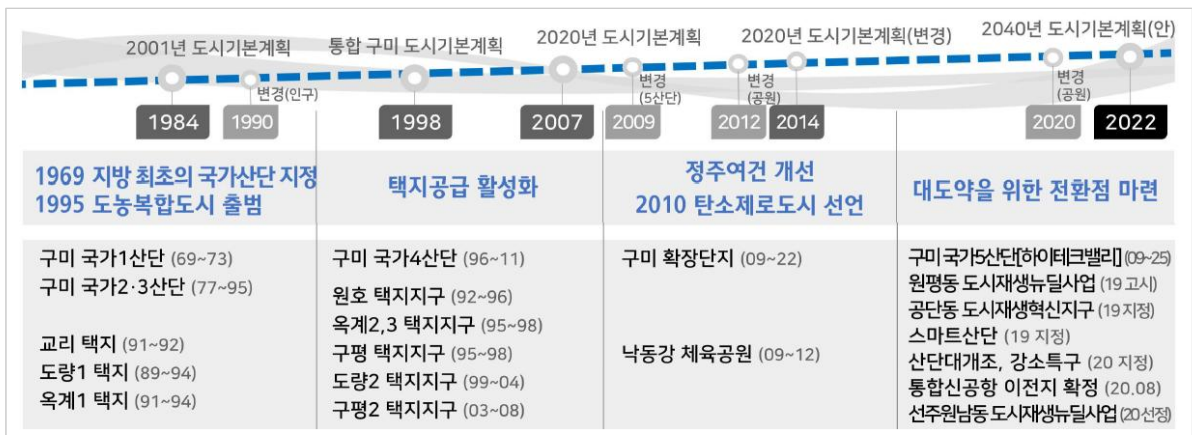 2001년 도시기본계획
통합 구미 도시기본계획
2020년 도시기본계획
2020년 도시기본계획(변경)
2040년 도시기본계획(안)
변경(인구)
변경
(5산단)
변경
(공원)
변경
(공원)
1984
1990
1998
2007
2009
2012
2014
2020
2022
1969 지방 최초의 국가산단 지정
1995 도농복합도시 출범
택지공급 활성화
정주여건 개선
2010 탄소제로도시 선언
대도약을 위한 전환점 마련
구미 국가1산단 (69~73)
구미 국가2·3산단 (77~95)
교리 택지 (91~92)
도량1 택지 (89~94)
옥계1 택지 (91~94)
구미 국가4산단 (96~11)
원호 택지지구 (92~96)
옥계2,3 택지지구 (95~98)
구평 택지지구 (95~98)
도량2 택지지구 (99~04)
구평2 택지지구 (03~08)
구미 확장단지 (09~22)
낙동강 체육공원 (09~12)
구미 국가5산단[하이테크밸리] (09~25)
원평동 도시재생뉴딜사업 (19 고시)
공단동 도시재생혁신지구 (19 지정)
스마트산단 (19 지정)
산단대개조, 강소특구 (20 지정)
통합신공항 이전지 확정 (20.08)
선주원남동 도시재생뉴딜사업 (20 선정)